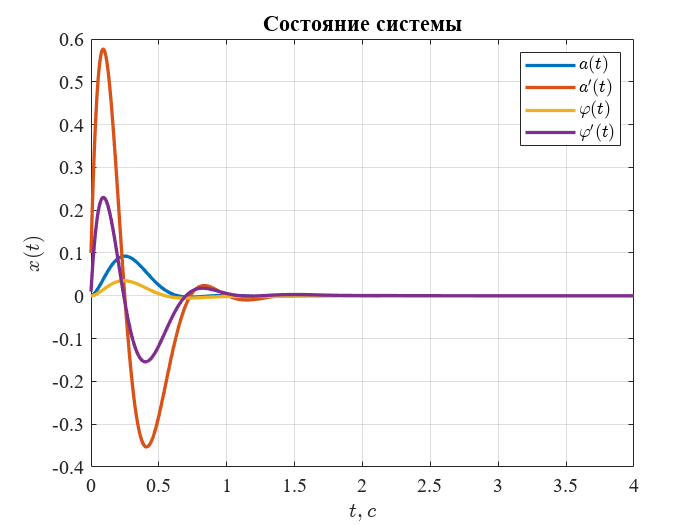 Состояние системы
0.6
0.5
0.4
0.3
0.2
0.1
0
-0.1
-0.2
-0.3
-0.4
x(t)
a(t)
a′(t)
φ(t)
φ′(t)
0 0.5 1 1.5 2 2.5 3 3.5 4
t, c